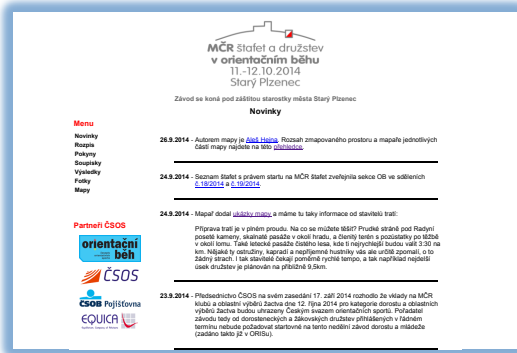 MČR štafet a družstev
v orientačním běhu
11.-12.10.2014
Starý Plzenec
Závod se koná pod záštitou starostky města Starý Plzenec
Novinky
Menu
Novinky
Rozpis
Pokyny
Soupisky
Výsledky
Fotky
Mapy
Partneři ČSOS
orientační
běh
ČSOS
ČSOB Pojišťovna
EQUICA
26.9.2014 - Autorem mapy je Aleš Hejna. Rozsah zmapovaného prostoru a mapaře jednotlivých
části mapy najdete na této přehledce.
24.9.2014 - Seznam štafet s právem startu na MČR štafet zveřejnila sekce OB ve sděleních
č.18/2014 a č.19/2014.
24.9.2014 - Mapař dodal ukázky mapy a máme tu taky informace od stavitelů tratí:
Příprava tratí je v plném proudu. Na co se můžete těšit? Prudké stráně pod Radyní
poseté kameny, skalnaté pasáže v okolí hradu, a členitý terén s pozůstatky po těžbě
v okolí lomu. Také letecké pasáže čistého lesa, kde ti nejrychlejší budou valit 3:30 na
km. Nějaké ty ostružiny, kapradí a nepříjemné hustníky vás ale určitě zpomalí, o to
žádný strach. I tak stavitelé čekají poměrně rychlé tempo, a tak například nejdelší
úsek družstev je plánován na přibližně 9,5km.
23.9.2014 - Předsednictvo ČSOS na svém zasedání 17. září 2014 rozhodlo že vklady na MČR
klubů a oblastní výběrů žactva dne 12. října 2014 pro kategorie dorostu a oblastních
výběrů žactva budou uhrazeny Českým svazem orientačních sportů. Pořadatel
závodu tedy od dorosteneckých a žákovských družstev přihlášených v řádném
termínu nebude požadovat startovné na tento nedělní závod dorostu a mládeže
(zadáno takto již v ORISu).